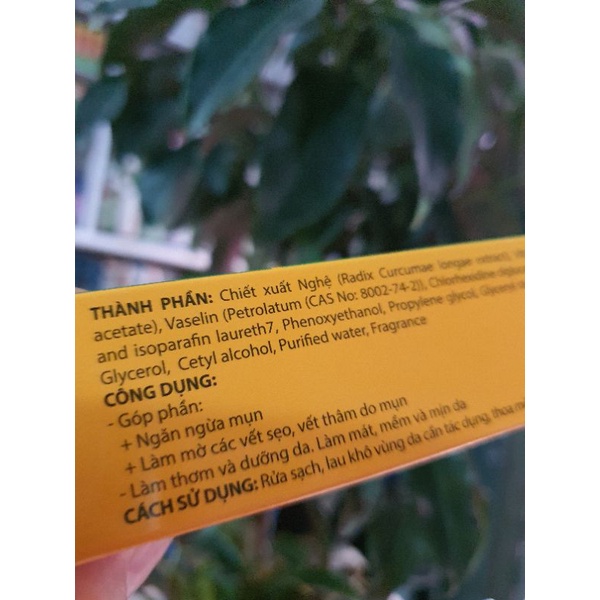 THÀNH PHẦN: Chiết xuất Nghệ (Radix Curcumae longae extract),
acetate), Vaselin (Petrolatum (CAS No: 8002-74-2)), Chlorhexidine
and isoparafin laureth7, Phenoxyethanol, Propylene glycol, Glyceryl
Glycerol, Cetyl alcohol, Purified water, Fragrance
CÔNG DỤNG:
- Góp phần:
+ Ngăn ngừa mụn
+ Làm mờ các vết sẹo, vết thâm do mụn
- Làm thơm và dưỡng da. Làm mát, mềm và mịn da
CÁCH SỬ DỤNG: Rửa sạch, lau khô vùng da cần tác dụng, thoa